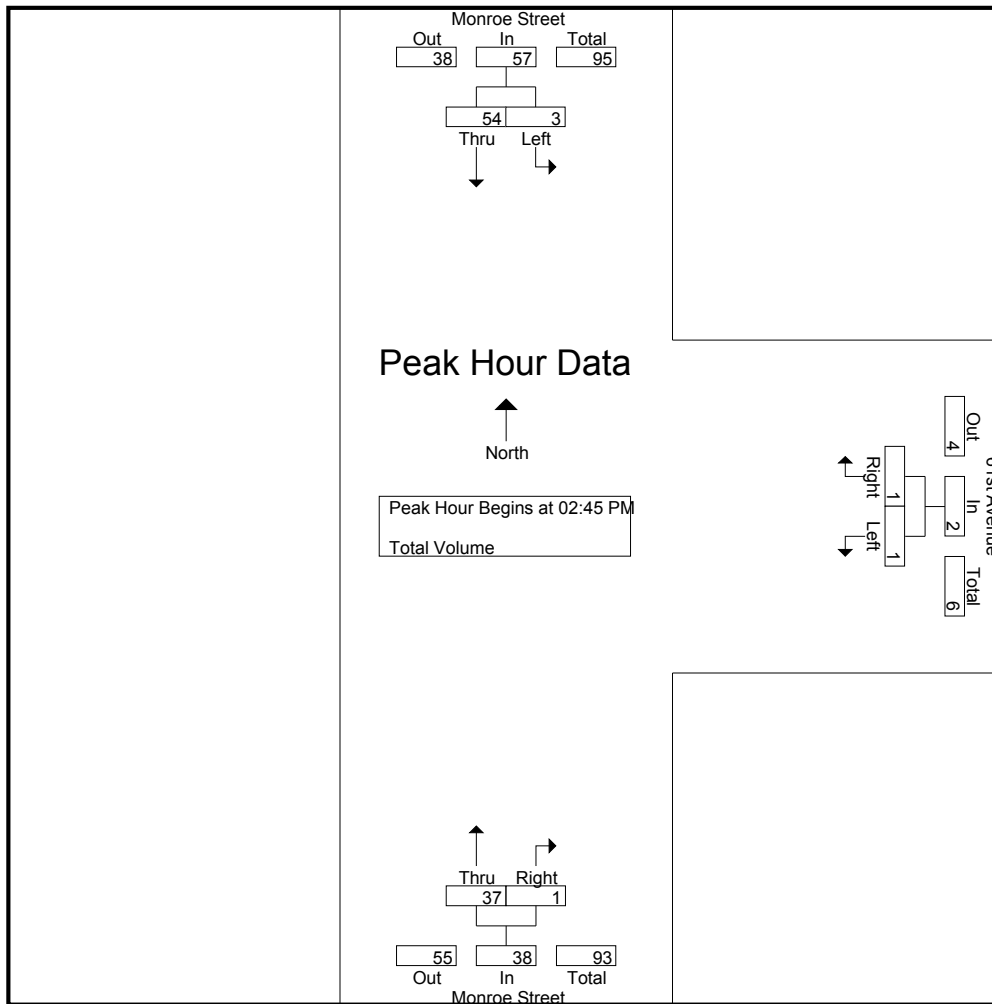 Monroe Street
Out In Total
38 57 95
54 3
Thru Left
Peak Hour Data
North
Peak Hour Begins at 02:45 PM
Total Volume
Out In Total
4 2 6
Right Left
1 1
Avenue
Thru Right
37 1
55 38 93
Out In Total
Monroe Street